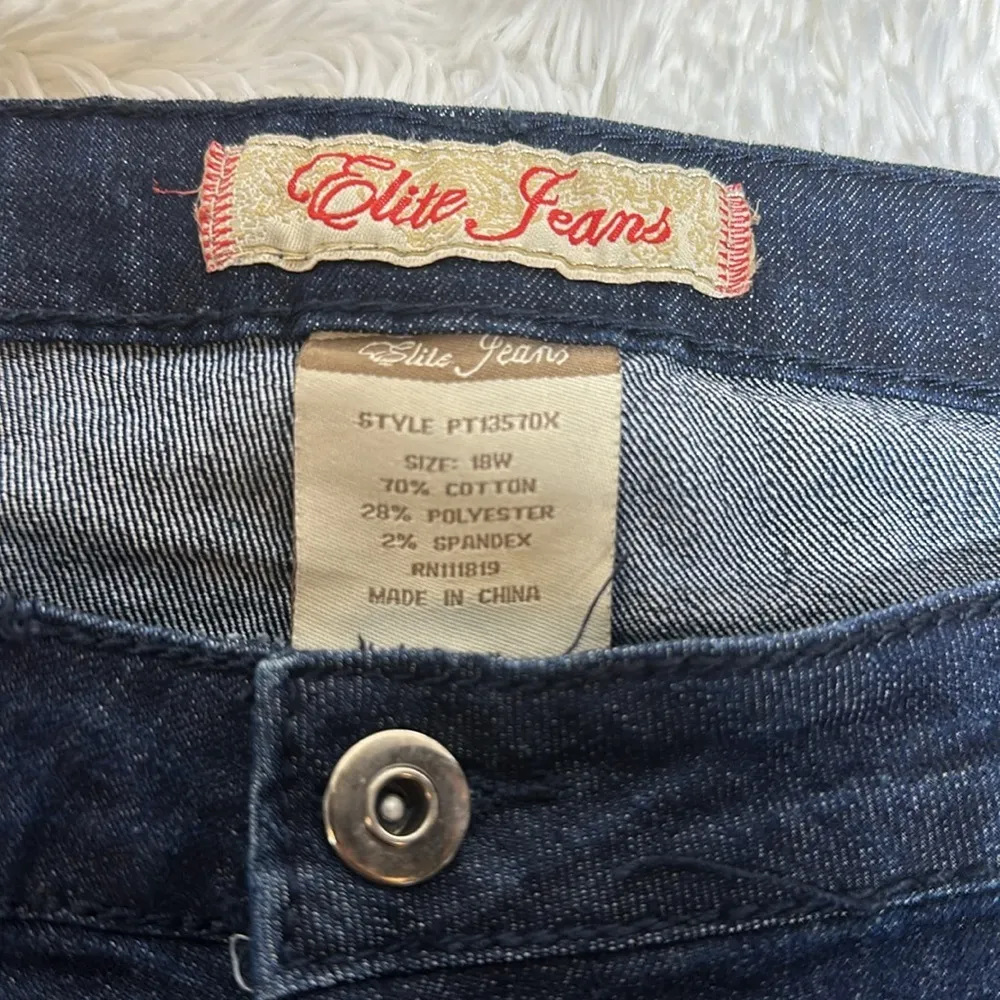 Elite Jeans
Elite Jeans
STYLE PT13570X
SIZE: 18W
70% COTTON
28% POLYESTER
2% SPANDEX
RN111819
MADE IN CHINA